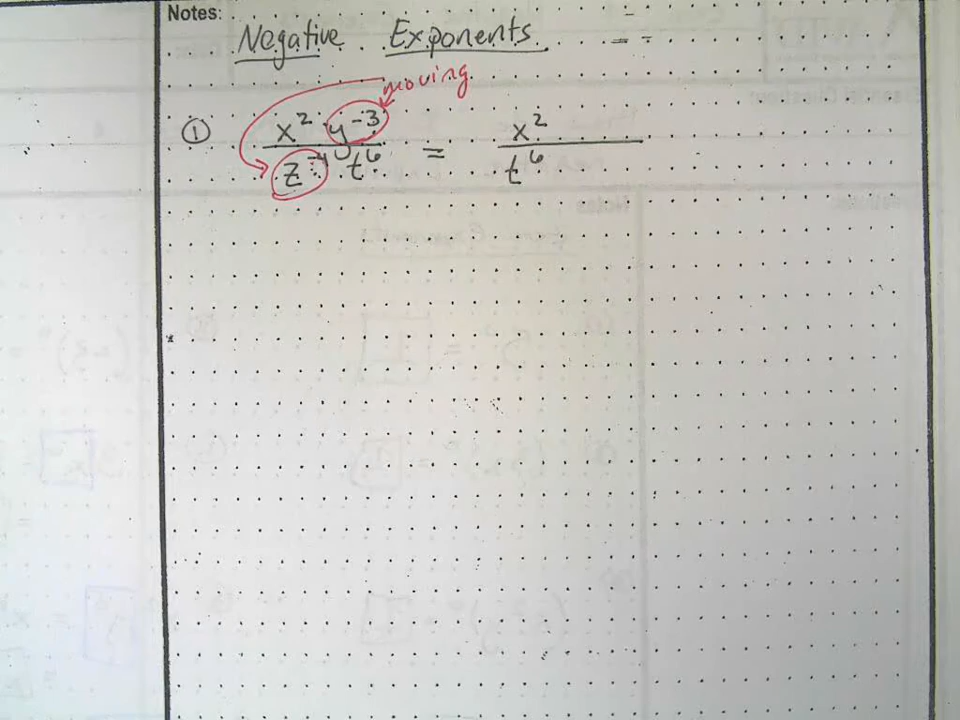 Notes:
Negative Exponents
moving
① x² y⁻³ / z⁻⁴ t⁶ = x² / t⁶